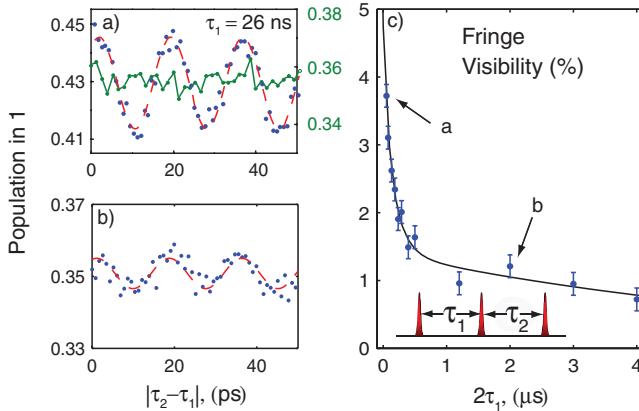 a)
τ₁ = 26 ns
0.45
0.43
0.41
0.38
0.36
0.34
0 20 40
Population in 1
b)
0.37
0.35
0.33
0 20 40
|τ₂–τ₁|, (ps)
c)
Fringe
Visibility (%)
a
b
τ₁ τ₂
5
4
3
2
1
0
0 1 2 3 4
2τ₁, (μs)